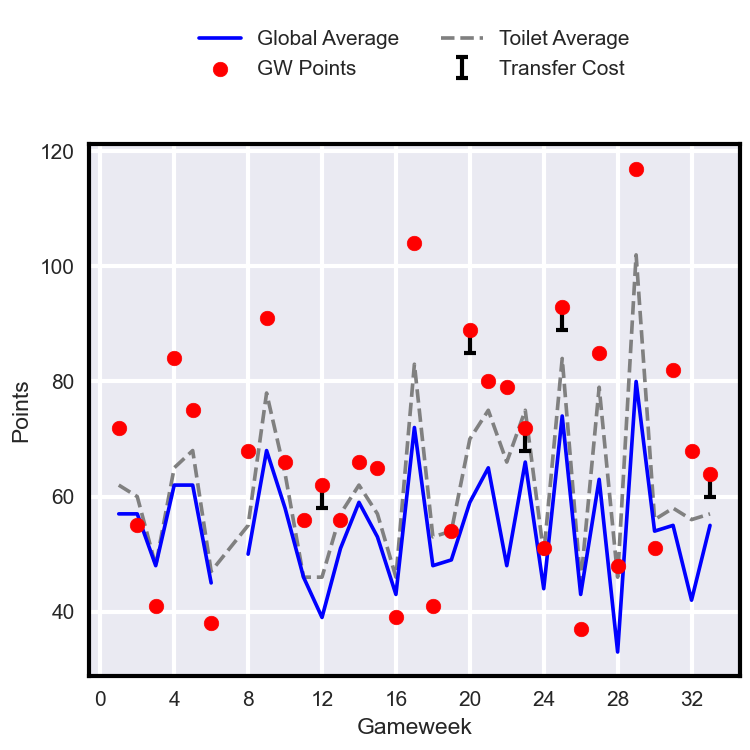 Global Average
Toilet Average
GW Points
Transfer Cost
120
100
80
60
40
Points
0 4 8 12 16 20 24 28 32
Gameweek